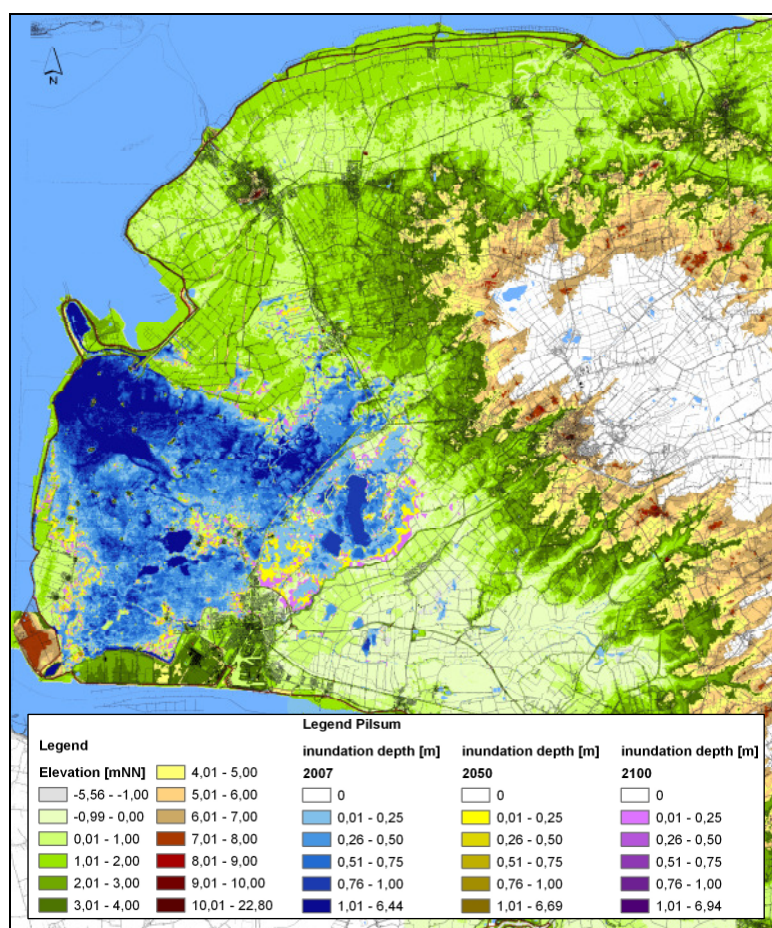 N
Legend
Elevation [mNN]
-5,56 - -1,00
-0,99 - 0,00
0,01 - 1,00
1,01 - 2,00
2,01 - 3,00
3,01 - 4,00
4,01 - 5,00
5,01 - 6,00
6,01 - 7,00
7,01 - 8,00
8,01 - 9,00
9,01 - 10,00
10,01 - 22,80
Legend Pilsum
inundation depth [m]
2007
0
0,01 - 0,25
0,26 - 0,50
0,51 - 0,75
0,76 - 1,00
1,01 - 6,44
inundation depth [m]
2050
0
0,01 - 0,25
0,26 - 0,50
0,51 - 0,75
0,76 - 1,00
1,01 - 6,69
inundation depth [m]
2100
0
0,01 - 0,25
0,26 - 0,50
0,51 - 0,75
0,76 - 1,00
1,01 - 6,94